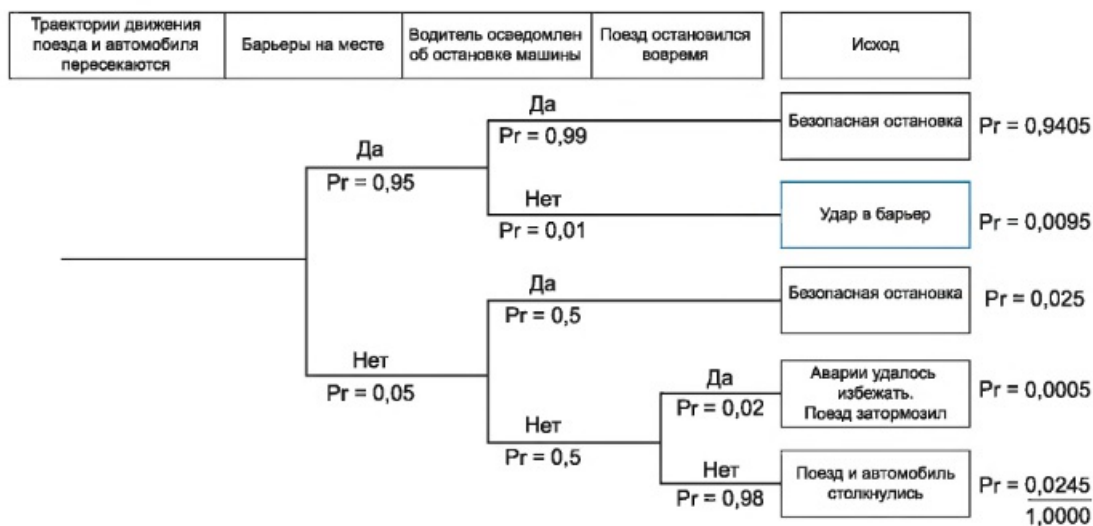 Траектории движения
поезда и автомобиля
пересекаются
Барьеры на месте
Водитель осведомлен
об остановке машины
Поезд остановился
вовремя
Исход
Да
Pr = 0,99
Безопасная остановка
Pr = 0,9405
Да
Pr = 0,95
Нет
Pr = 0,01
Удар в барьер
Pr = 0,0095
Да
Pr = 0,5
Безопасная остановка
Pr = 0,025
Нет
Pr = 0,05
Да
Pr = 0,02
Аварии удалось
избежать.
Поезд затормозил
Pr = 0,0005
Нет
Pr = 0,5
Нет
Pr = 0,98
Поезд и автомобиль
столкнулись
Pr = 0,0245
1,0000